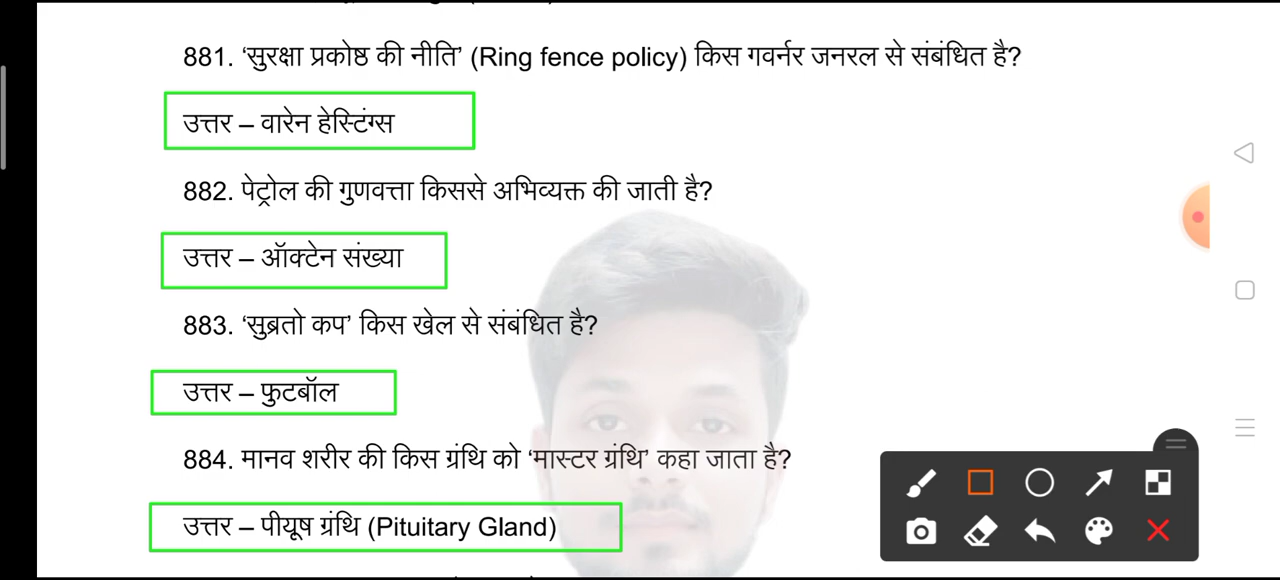 881. ‘सुरक्षा प्रकोष्ठ की नीति’ (Ring fence policy) किस गवर्नर जनरल से संबंधित है?
उत्तर – वारेन हेस्टिंग्स
882. पेट्रोल की गुणवत्ता किससे अभिव्यक्त की जाती है?
उत्तर – ऑक्टेन संख्या
883. ‘सुब्रतो कप’ किस खेल से संबंधित है?
उत्तर – फुटबॉल
884. मानव शरीर की किस ग्रंथि को ‘मास्टर ग्रंथि’ कहा जाता है?
उत्तर – पीयूष ग्रंथि (Pituitary Gland)